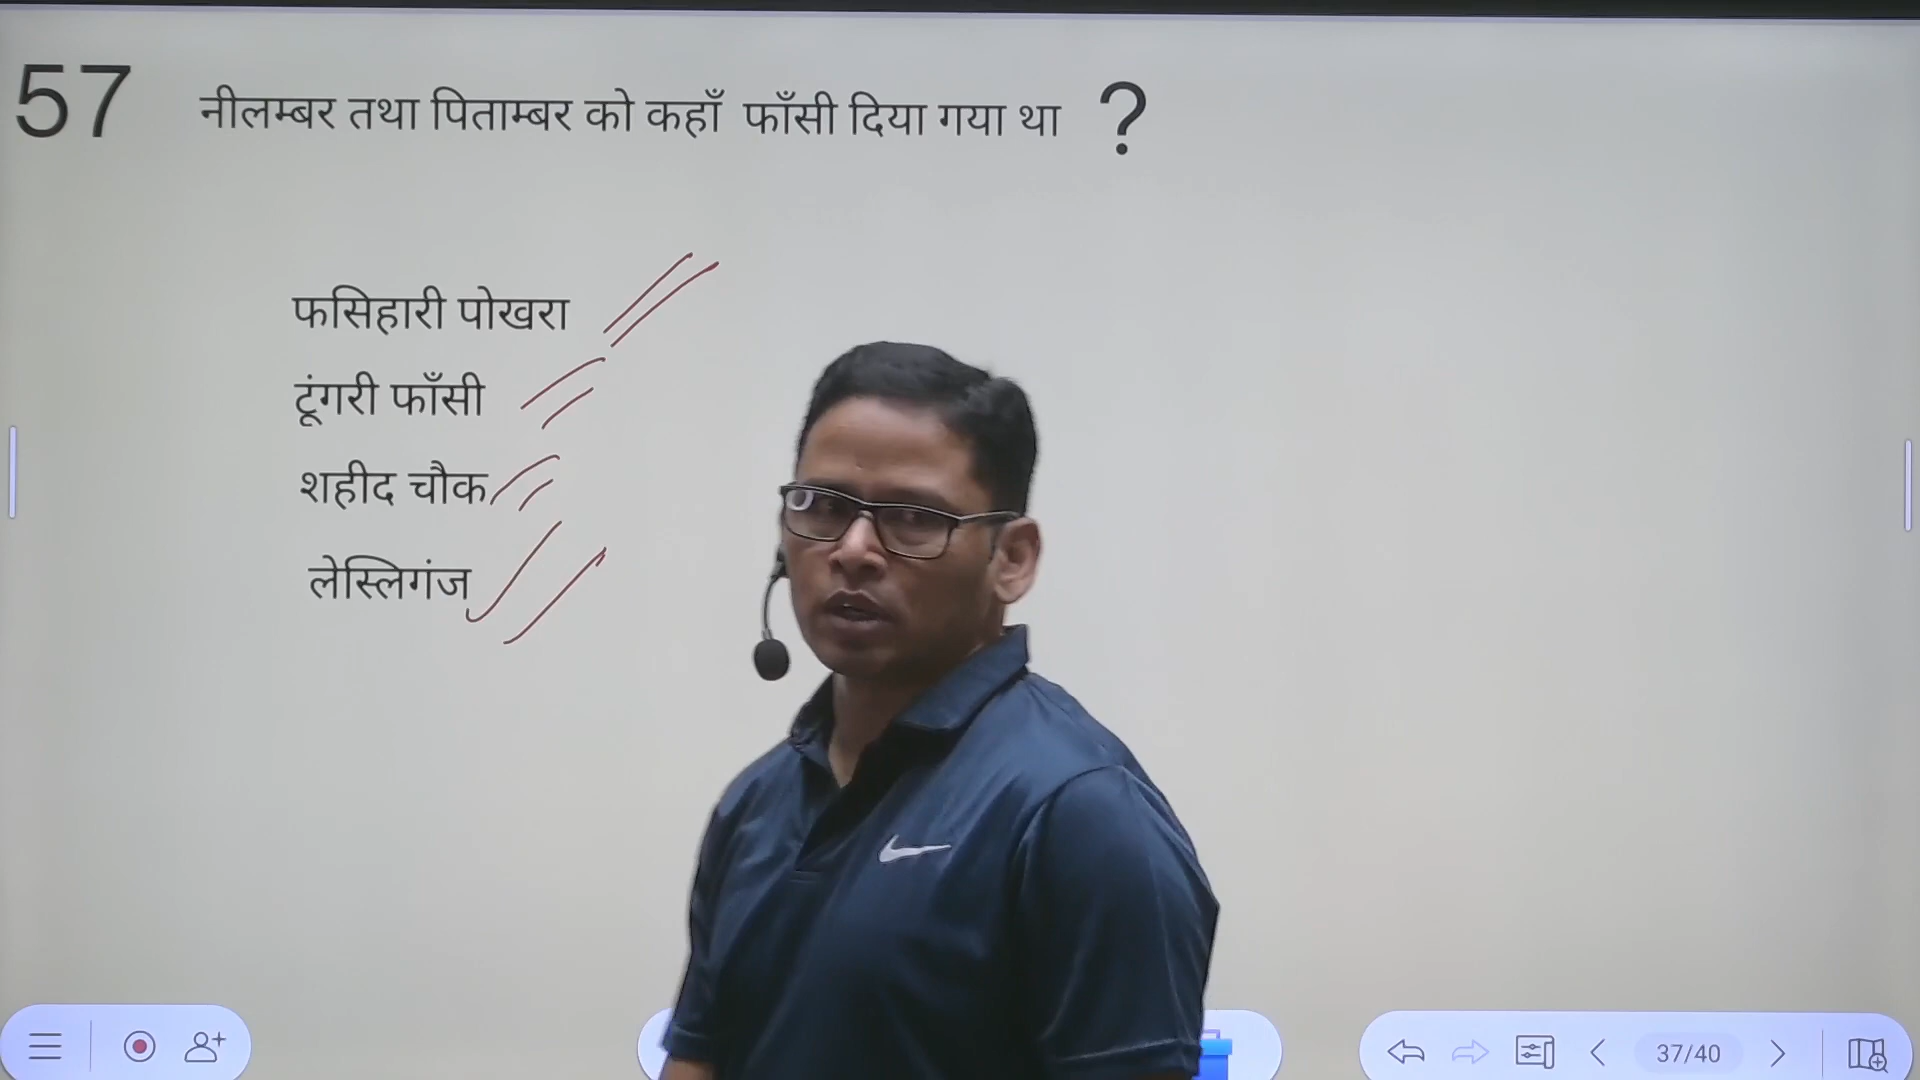 57 नीलम्बर तथा पिताम्बर को कहाँ फाँसी दिया गया था ?
फसिहारी पोखरा
टूंगरी फाँसी
शहीद चौक
लेस्लिगंज
37/40